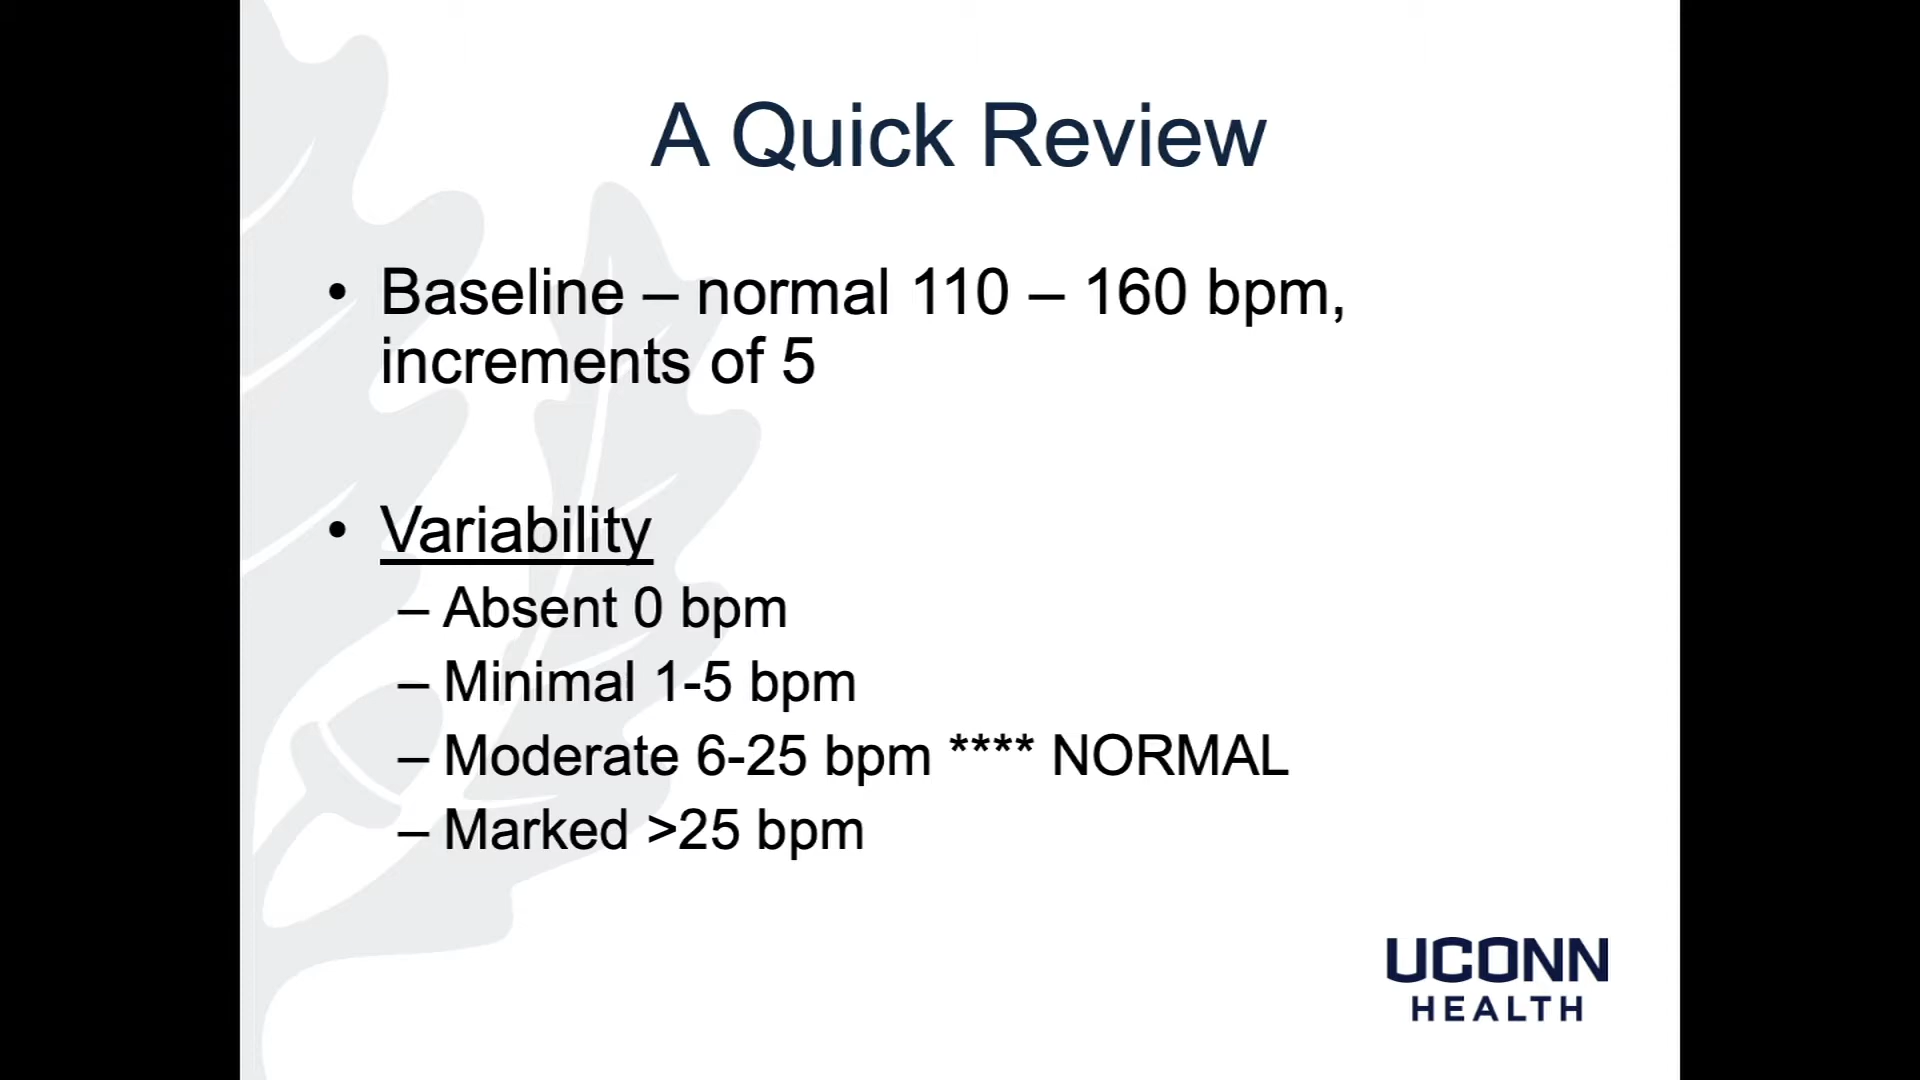 A Quick Review
• Baseline – normal 110 – 160 bpm,
increments of 5
• Variability
– Absent 0 bpm
– Minimal 1-5 bpm
– Moderate 6-25 bpm **** NORMAL
– Marked >25 bpm
UCONN
HEALTH